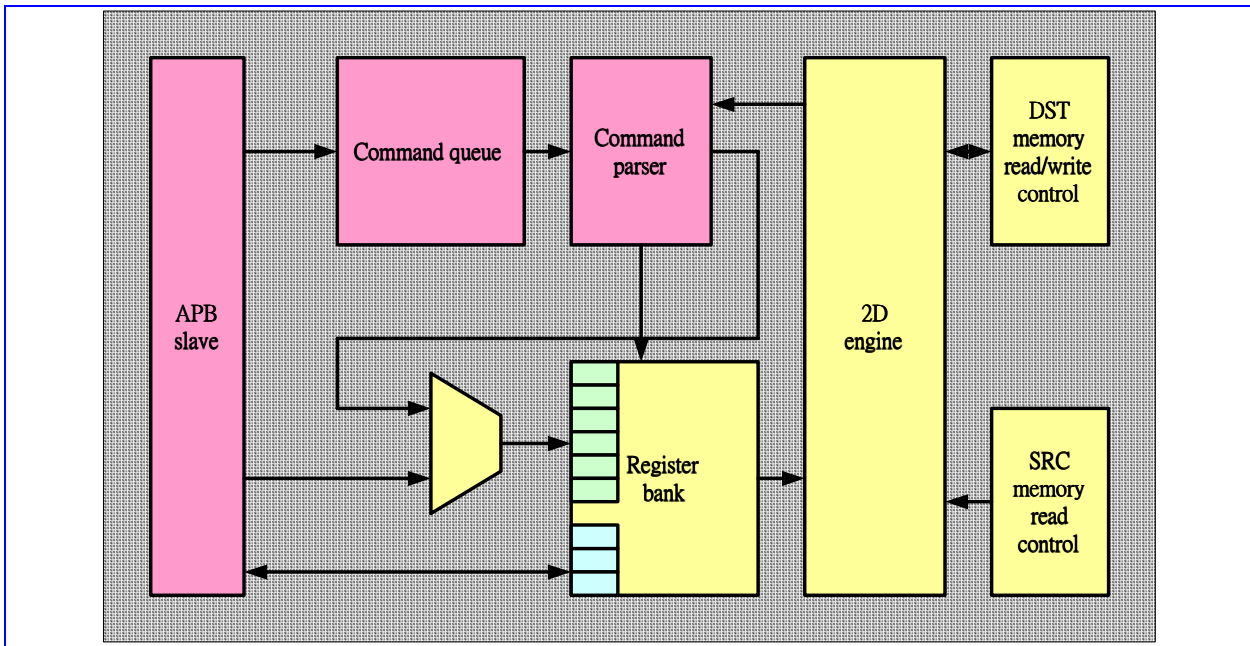 APB
slave
Command queue
Command
parser
2D
engine
DST
memory
read/write
control
Register
bank
SRC
memory
read
control